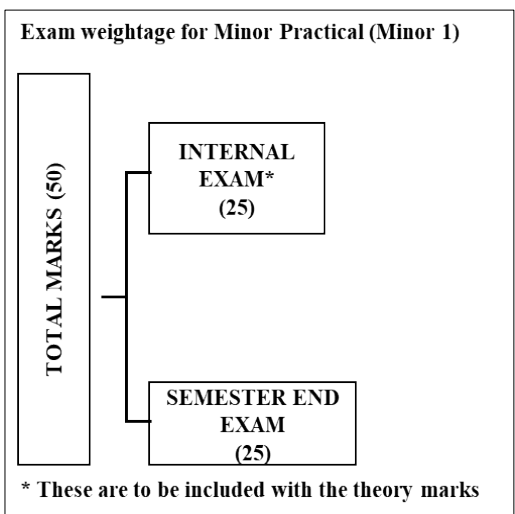 Exam weightage for Minor Practical (Minor 1)
TOTAL MARKS (50)
INTERNAL
EXAM*
(25)
SEMESTER END
EXAM
(25)
* These are to be included with the theory marks